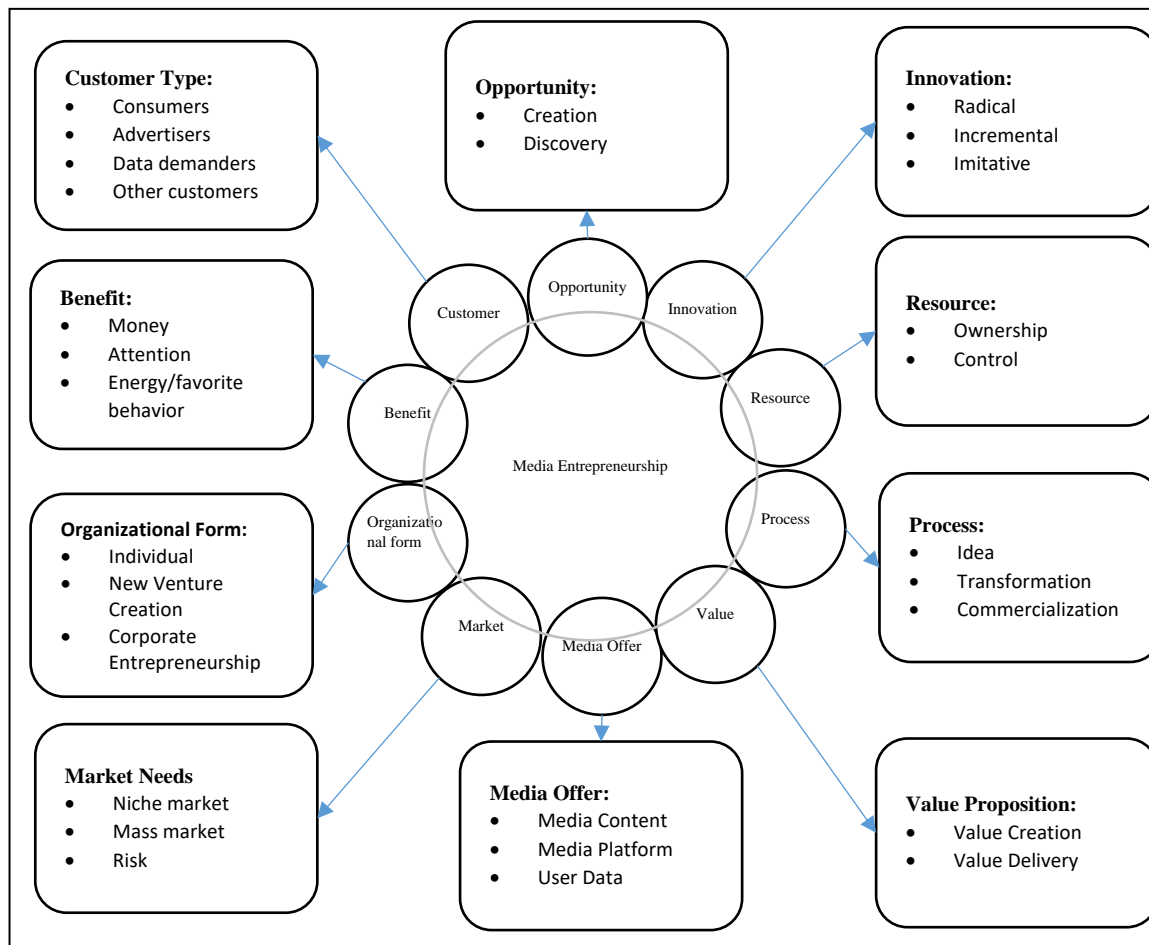 Customer Type:
• Consumers
• Advertisers
• Data demanders
• Other customers
Opportunity:
• Creation
• Discovery
Innovation:
• Radical
• Incremental
• Imitative
Benefit:
• Money
• Attention
• Energy/favorite
behavior
Resource:
• Ownership
• Control
Organizational Form:
• Individual
• New Venture
Creation
• Corporate
Entrepreneurship
Process:
• Idea
• Transformation
• Commercialization
Market Needs
• Niche market
• Mass market
• Risk
Media Offer:
• Media Content
• Media Platform
• User Data
Value Proposition:
• Value Creation
• Value Delivery
Opportunity
Customer
Innovation
Resource
Benefit
Media Entrepreneurship
Process
Organizatio
nal form
Value
Market
Media Offer